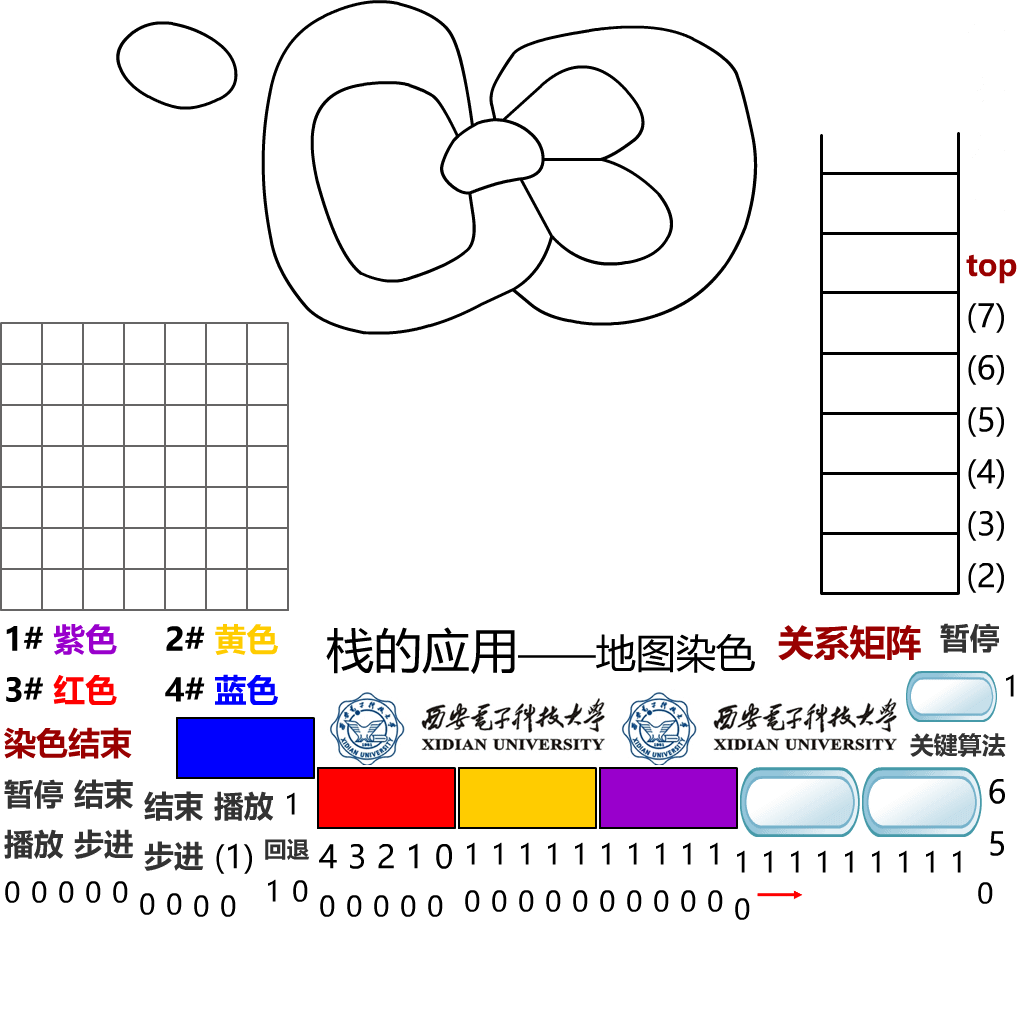 top
(7)
(6)
(5)
(4)
(3)
(2)
1# 紫色 2# 黄色
3# 红色 4# 蓝色
栈的应用——地图染色
关系矩阵 暂停
1
染色结束
西安电子科技大学 西安电子科技大学
XIDIAN UNIVERSITY XIDIAN UNIVERSITY
关键算法
暂停 结束
结束 播放 1
6
播放 步进
步进 (1) 回退
4 3 2 1 0
1 1 1 1 1 1 1 1 1 1
1 1 1 1 1 1 1 1 1
5
0 0 0 0 0
0 0 0 0
1 0
0 0 0 0 0
0 0 0 0 0 0 0 0 0 0
0
0